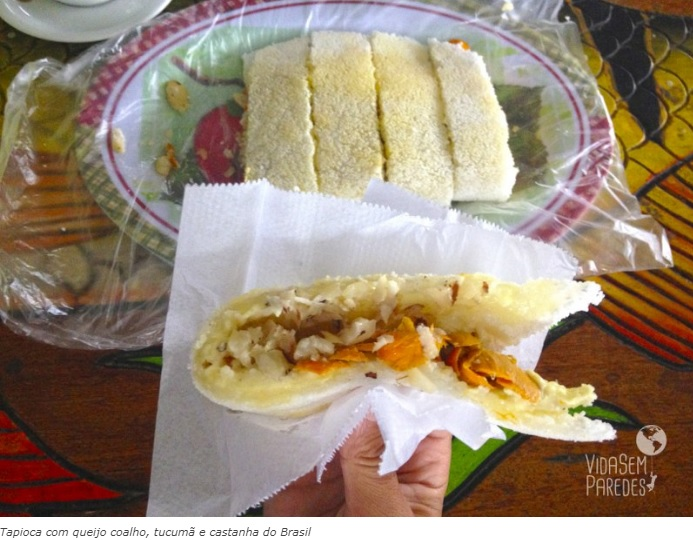 VIDASEM
PAREDES
Tapioca com queijo coalho, tucumã e castanha do Brasil